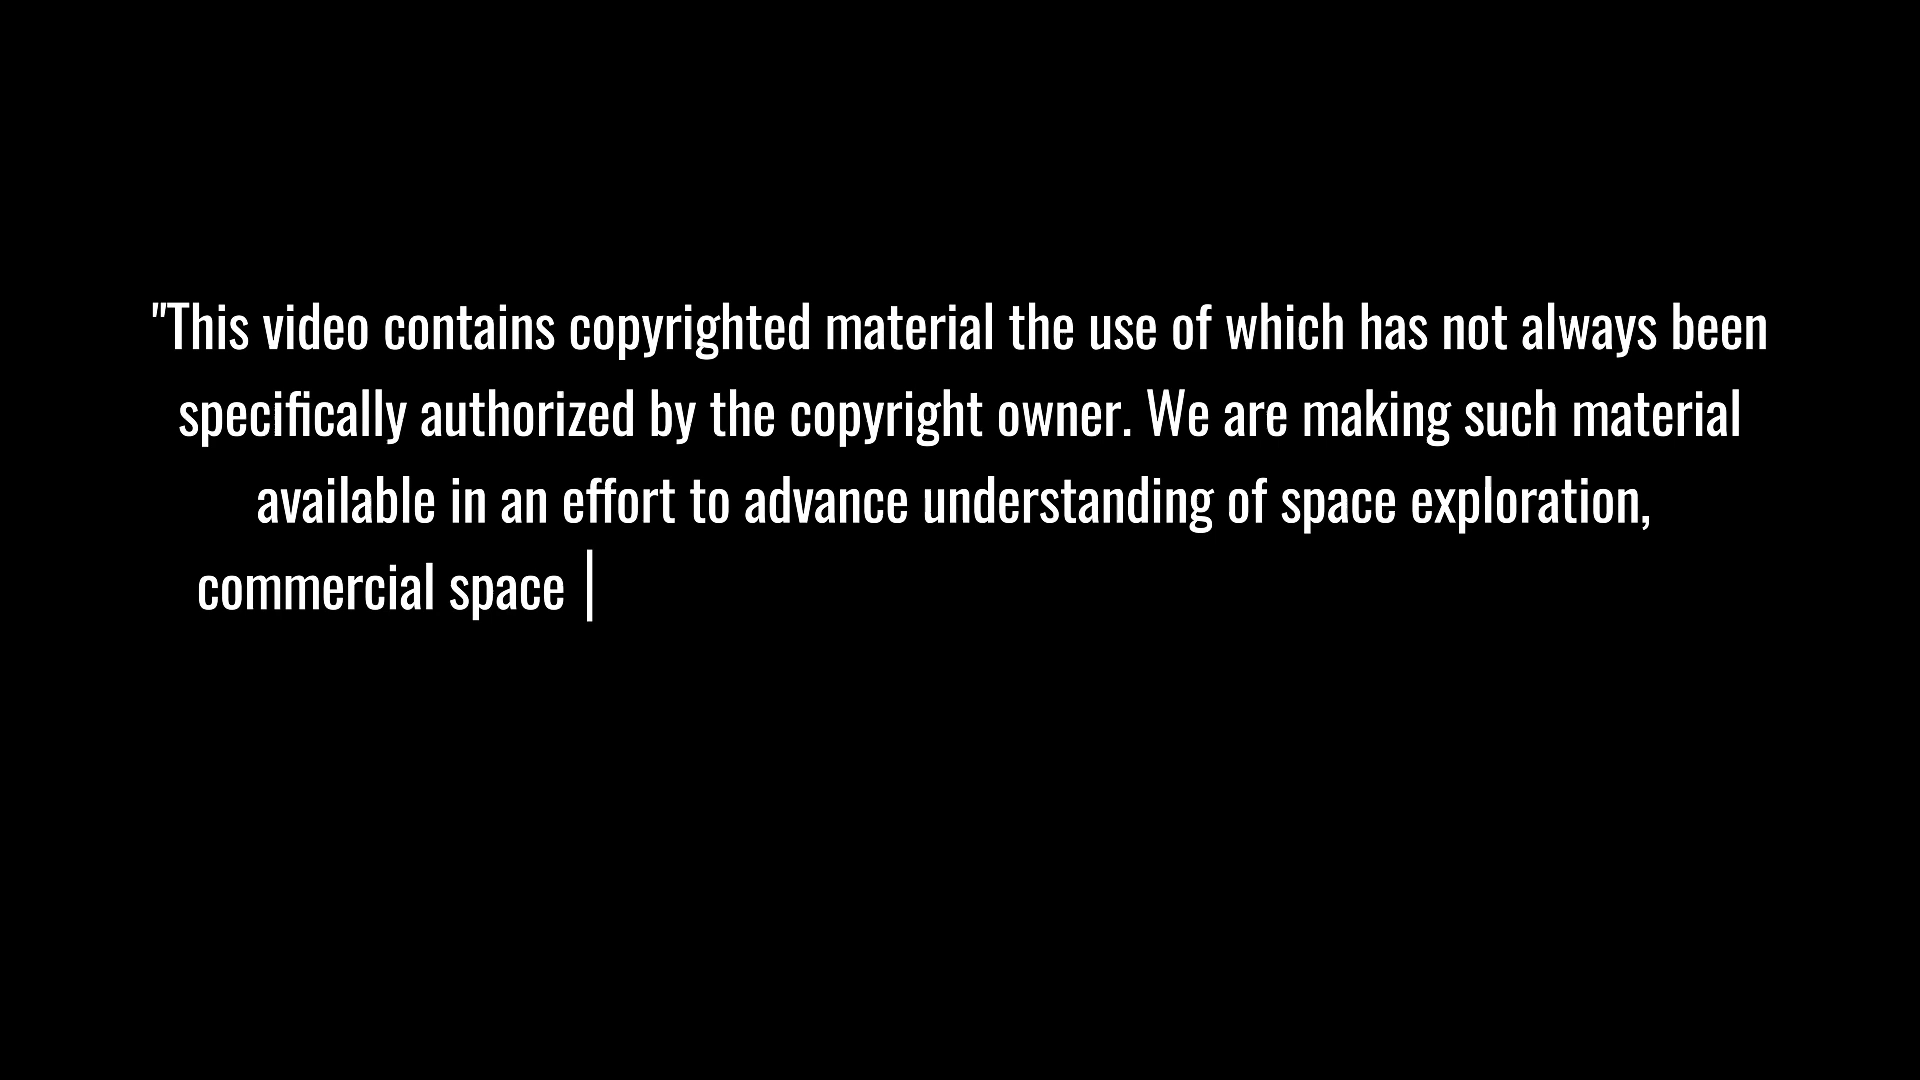 "This video contains copyrighted material the use of which has not always been
specifically authorized by the copyright owner. We are making such material
available in an effort to advance understanding of space exploration,
commercial space